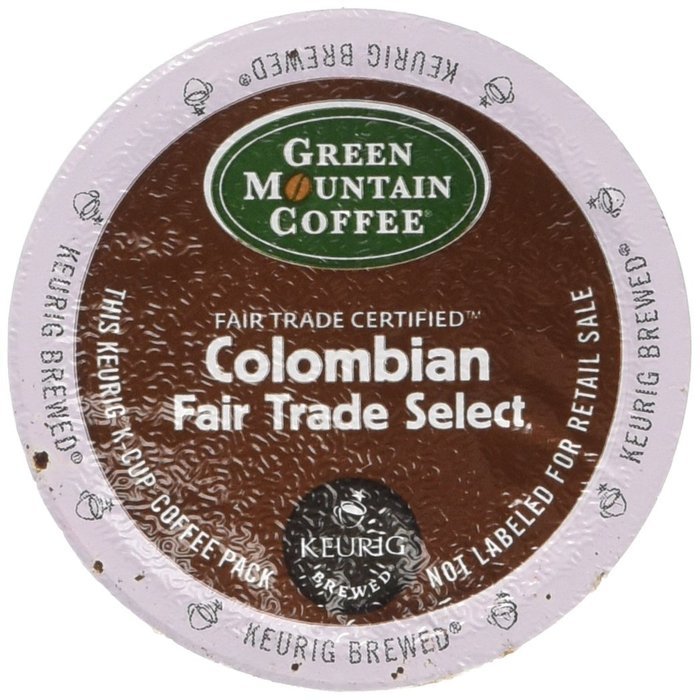 GREEN
MOUNTAIN
COFFEE®
FAIR TRADE CERTIFIED™
Colombian
Fair Trade Select®
THIS KEURIG K-CUP COFFEE PACK
NOT LABELED FOR RETAIL SALE
KEURIG
BREWED
KEURIG BREWED®
KEURIG BREWED®
KEURIG BREWED®
KEURIG BREWED
BREWED®